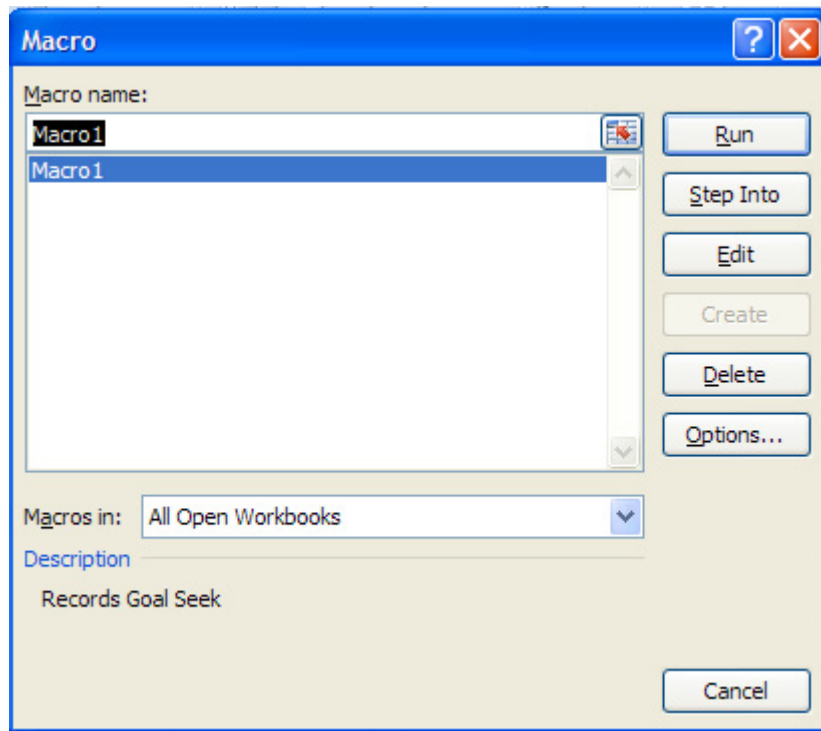 Macro
Macro name:
Macro1
Macro1
Run
Step Into
Edit
Create
Delete
Options...
Macros in: All Open Workbooks
Description
Records Goal Seek
Cancel